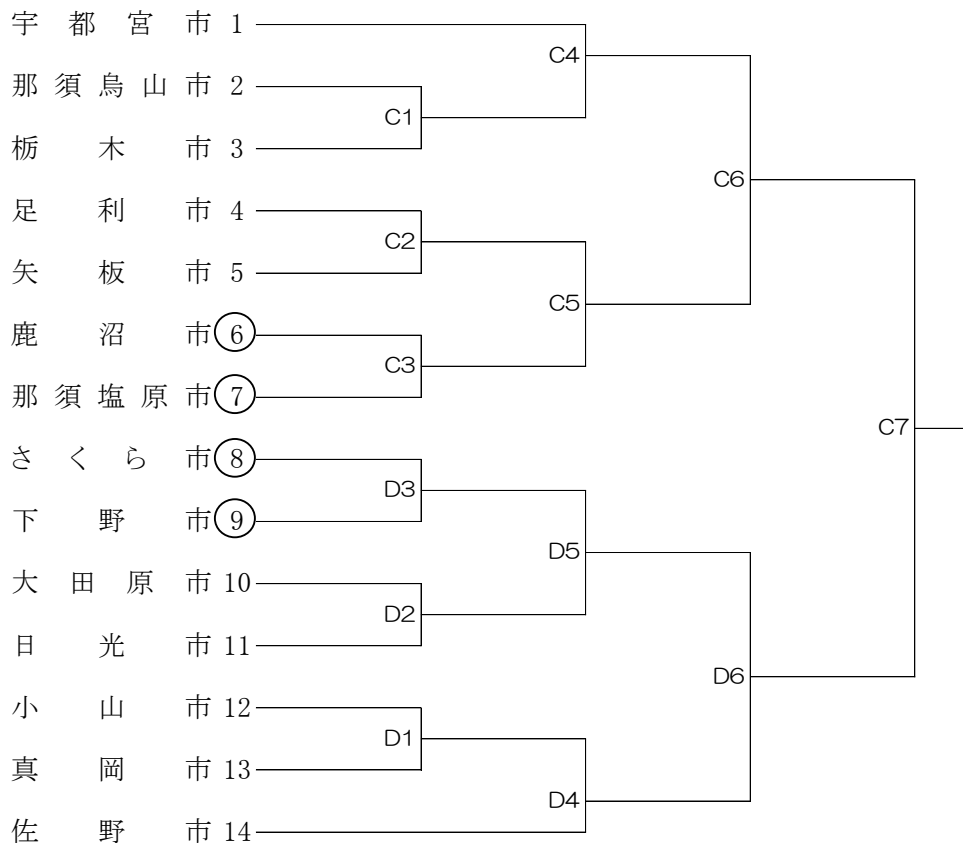 宇都宮市 1
C4
那須烏山市 2
C1
栃木市 3
C6
足利市 4
C2
矢板市 5
C5
鹿沼市 ⑥
C3
那須塩原市 ⑦
C7
さくら市 ⑧
D3
下野市 ⑨
D5
大田原市 10
D2
日光市 11
D6
小山市 12
D1
真岡市 13
D4
佐野市 14